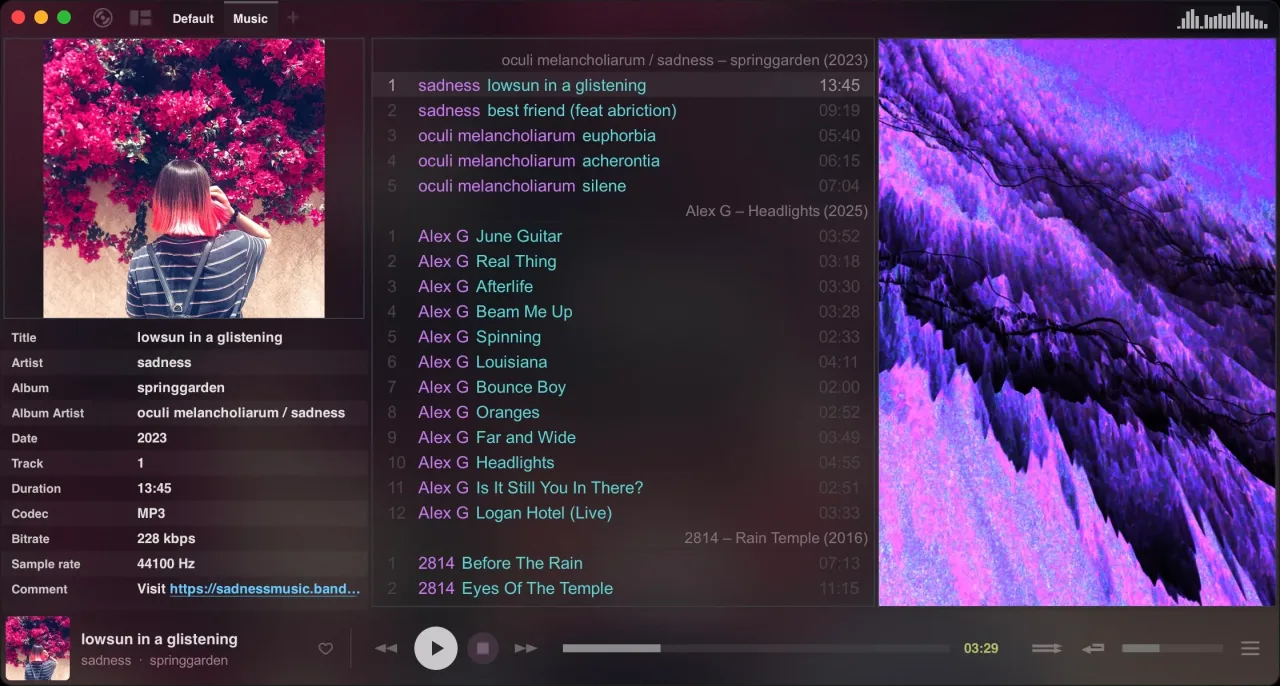 Default Music
Title lowsun in a glistening
Artist sadness
Album springgarden
Album Artist oculi melancholiarum / sadness
Date 2023
Track 1
Duration 13:45
Codec MP3
Bitrate 228 kbps
Sample rate 44100 Hz
Comment Visit https://sadnessmusic.band...
oculi melancholiarum / sadness – springgarden (2023)
1 sadness lowsun in a glistening 13:45
2 sadness best friend (feat abriction) 09:19
3 oculi melancholiarum euphorbia 05:40
4 oculi melancholiarum acherontia 06:15
5 oculi melancholiarum silene 07:04
Alex G – Headlights (2025)
1 Alex G June Guitar 03:52
2 Alex G Real Thing 03:18
3 Alex G Afterlife 03:30
4 Alex G Beam Me Up 03:28
5 Alex G Spinning 02:33
6 Alex G Louisiana 04:11
7 Alex G Bounce Boy 02:00
8 Alex G Oranges 02:52
9 Alex G Far and Wide 03:49
10 Alex G Headlights 04:55
11 Alex G Is It Still You In There? 02:51
12 Alex G Logan Hotel (Live) 03:33
2814 – Rain Temple (2016)
1 2814 Before The Rain 07:13
2 2814 Eyes Of The Temple 11:15
lowsun in a glistening
sadness · springgarden
03:29